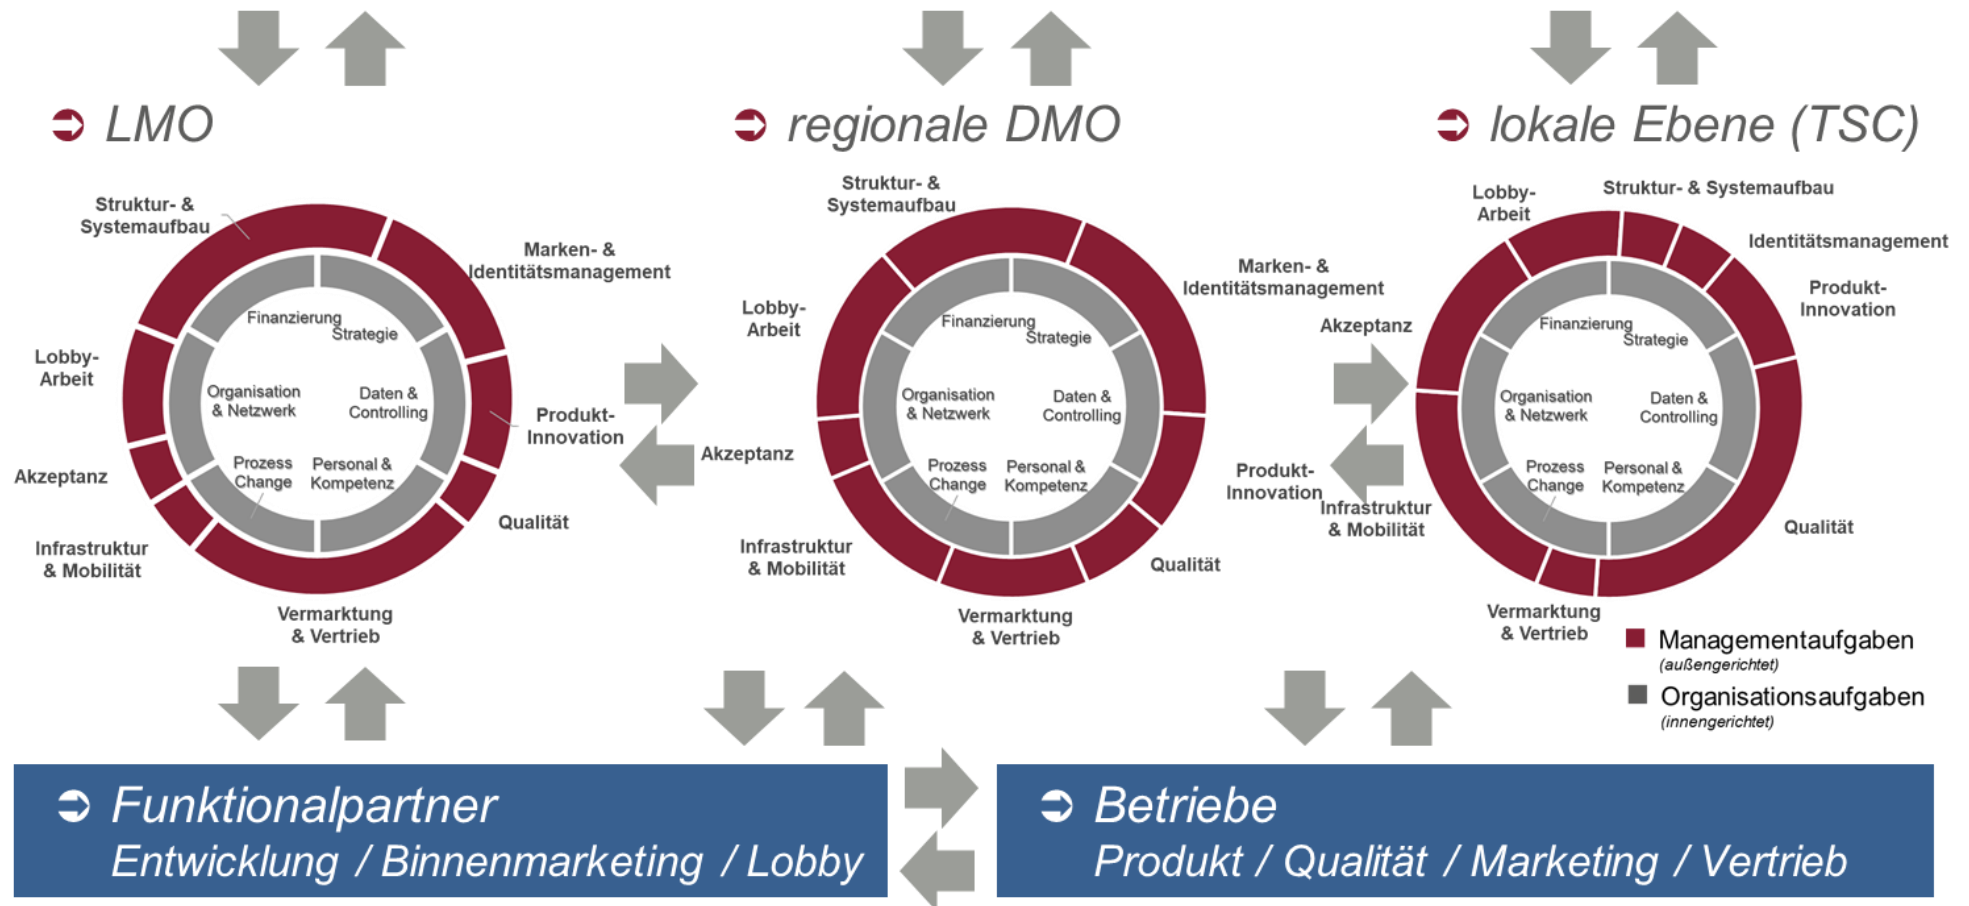 LMO
Struktur- &
Systemaufbau
Marken- &
Identitätsmanagement
Lobby-
Arbeit
Produkt-
Innovation
Akzeptanz
Qualität
Infrastruktur
& Mobilität
Vermarktung
& Vertrieb
Finanzierung
Strategie
Organisation
& Netzwerk
Daten &
Controlling
Prozess
Change
Personal &
Kompetenz
regionale DMO
Struktur- &
Systemaufbau
Marken- &
Identitätsmanagement
Lobby-
Arbeit
Akzeptanz
Produkt-
Innovation
Infrastruktur
& Mobilität
Qualität
Vermarktung
& Vertrieb
Finanzierung
Strategie
Organisation
& Netzwerk
Daten &
Controlling
Prozess
Change
Personal &
Kompetenz
lokale Ebene (TSC)
Lobby-
Arbeit
Struktur- & Systemaufbau
Identitätsmanagement
Produkt-
Innovation
Akzeptanz
Infrastruktur
& Mobilität
Qualität
Vermarktung
& Vertrieb
Finanzierung
Strategie
Organisation
& Netzwerk
Daten &
Controlling
Prozess
Change
Personal &
Kompetenz
Managementaufgaben
(außengerichtet)
Organisationsaufgaben
(innengerichtet)
Funktionalpartner
Entwicklung / Binnenmarketing / Lobby
Betriebe
Produkt / Qualität / Marketing / Vertrieb